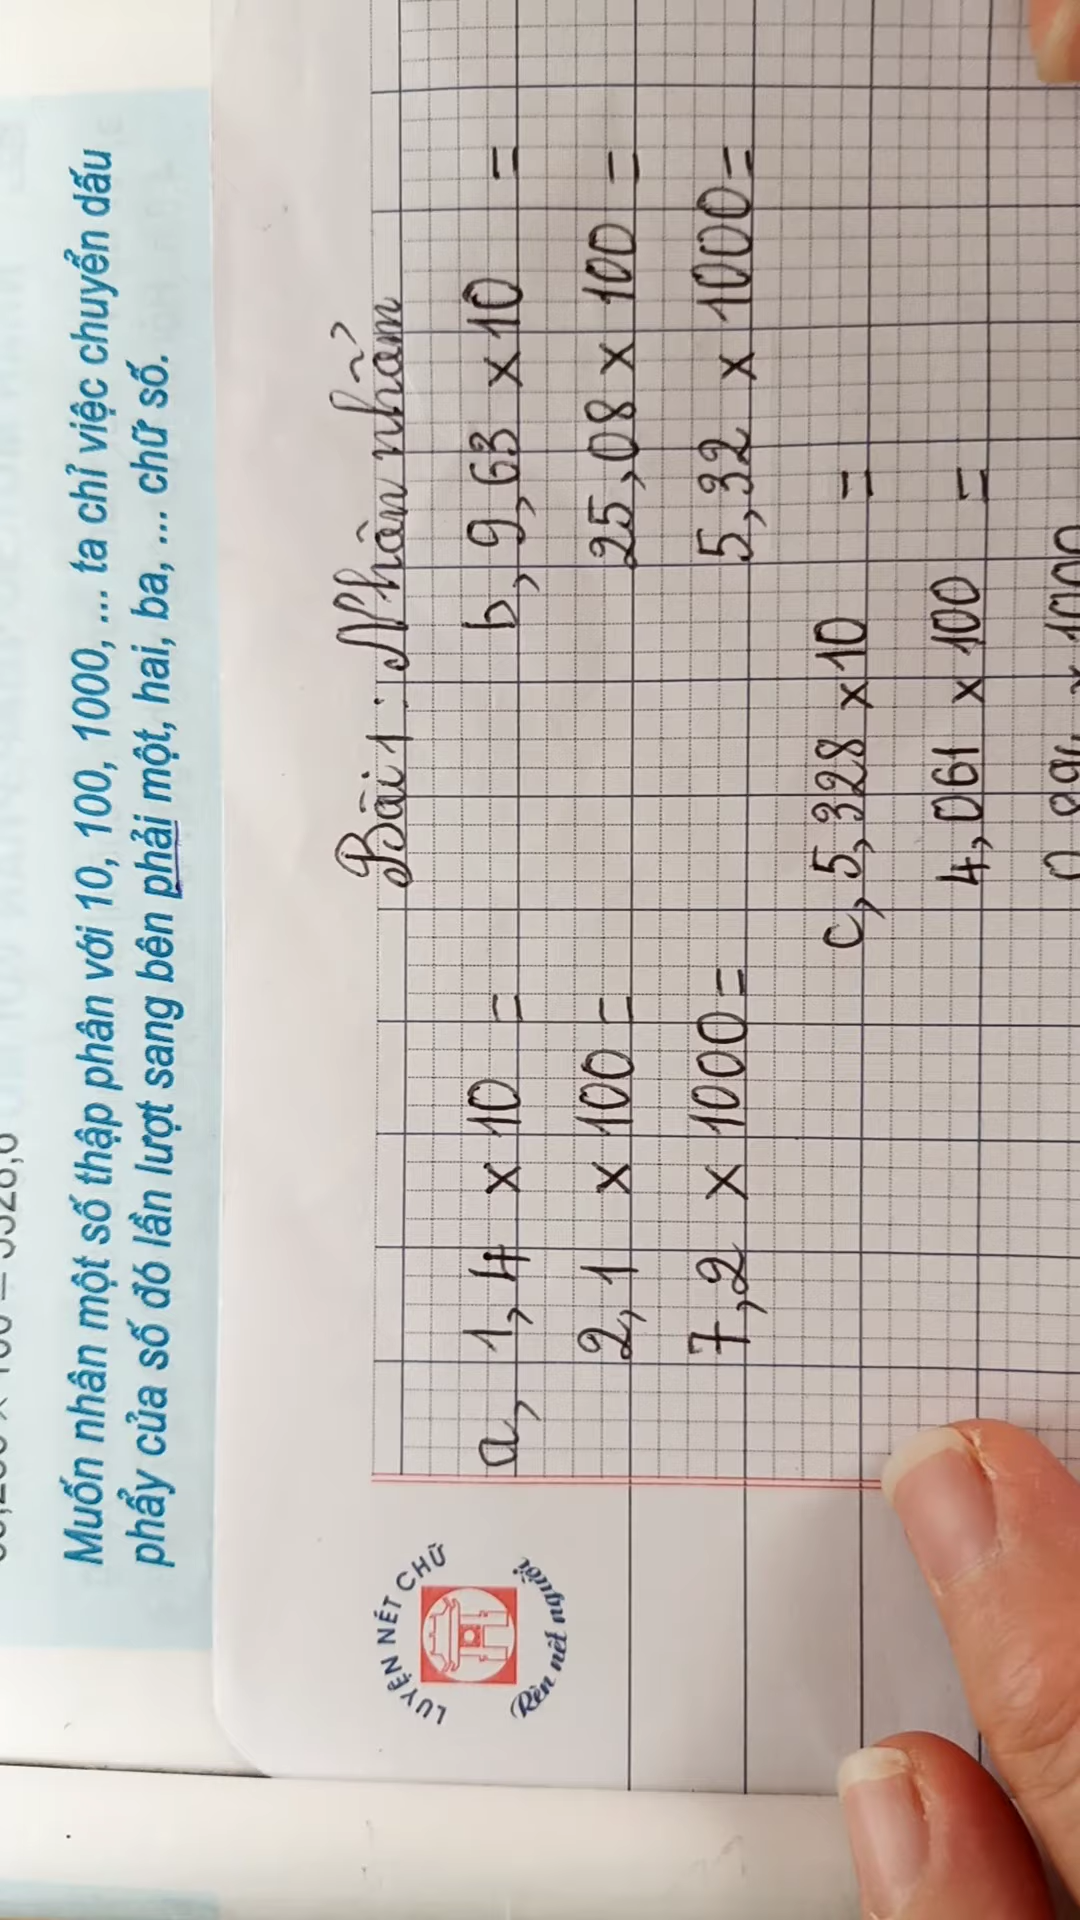 Muốn nhân một số thập phân với 10, 100, 1000, ... ta chỉ việc chuyển dấu
phẩy của số đó lần lượt sang bên phải một, hai, ba, ... chữ số.
LUYỆN NÉT CHỮ
Rèn nết người
Bài 1: Nhân nhẩm
a, 1,4 x 10 =
2,1 x 100 =
7,2 x 1000 =
b, 9,63 x 10 =
25,08 x 100 =
5,32 x 1000 =
c, 5,328 x 10 =
4,061 x 100 =